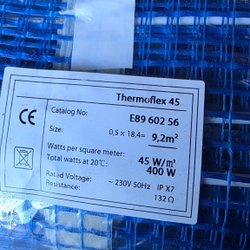 Thermoflex 45
CE
Catalog No: E89 602 56
Size: 0,5 x 18,4= 9,2m²
Watts per square meter: 45 W/m²
Total watts at 20°C: 400 W
Rated Voltage: ~ 230V 50Hz IP X7
Resistance: 132 Ω